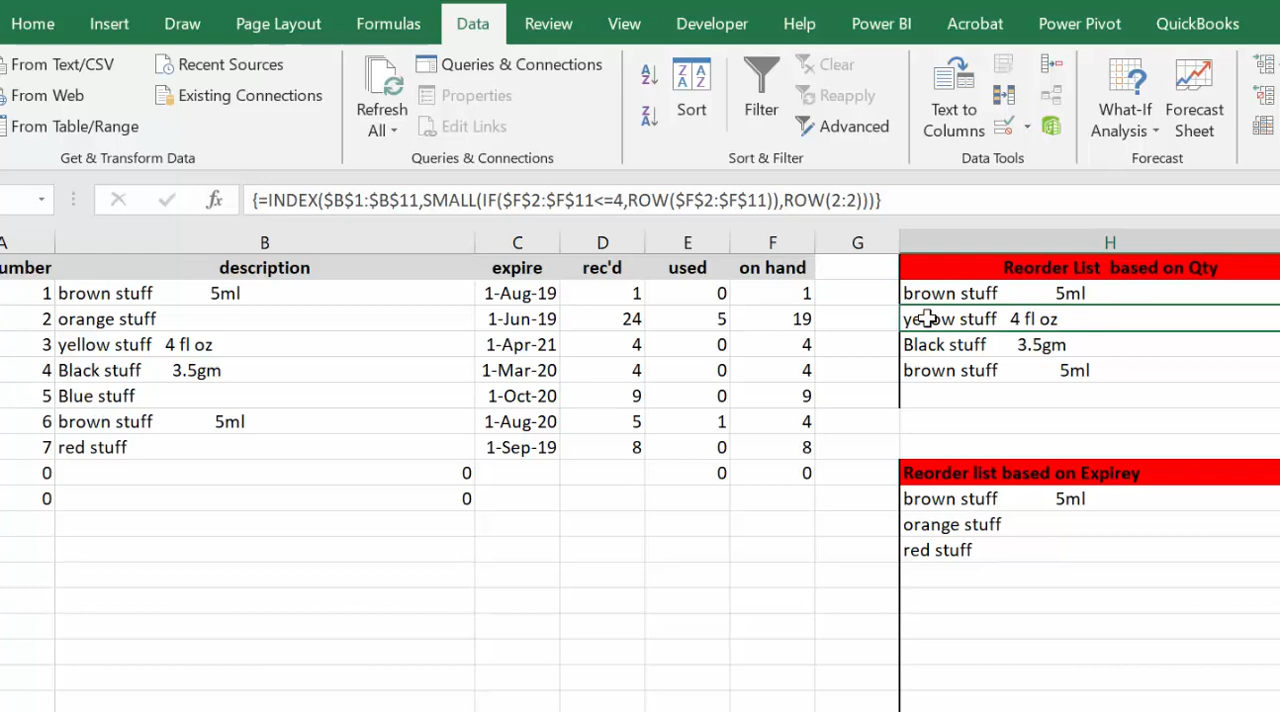 Home Insert Draw Page Layout Formulas Data Review View Developer Help Power BI Acrobat Power Pivot QuickBooks
From Text/CSV Recent Sources Queries & Connections Clear
From Web Existing Connections Properties Reapply
From Table/Range Edit Links Advanced
Refresh All Sort Filter Text to Columns What-If Analysis Forecast Sheet
Get & Transform Data Queries & Connections Sort & Filter Data Tools Forecast
fx {=INDEX($B$1:$B$11,SMALL(IF($F$2:$F$11<=4,ROW($F$2:$F$11)),ROW(2:2)))}
A B C D E F G H
umber description expire rec'd used on hand Reorder List based on Qty
1 brown stuff 5ml 1-Aug-19 1 0 1 brown stuff 5ml
2 orange stuff 1-Jun-19 24 5 19 yellow stuff 4 fl oz
3 yellow stuff 4 fl oz 1-Apr-21 4 0 4 Black stuff 3.5gm
4 Black stuff 3.5gm 1-Mar-20 4 0 4 brown stuff 5ml
5 Blue stuff 1-Oct-20 9 0 9
6 brown stuff 5ml 1-Aug-20 5 1 4
7 red stuff 1-Sep-19 8 0 8
0 0 0 0 Reorder list based on Expirey
0 0 brown stuff 5ml
orange stuff
red stuff